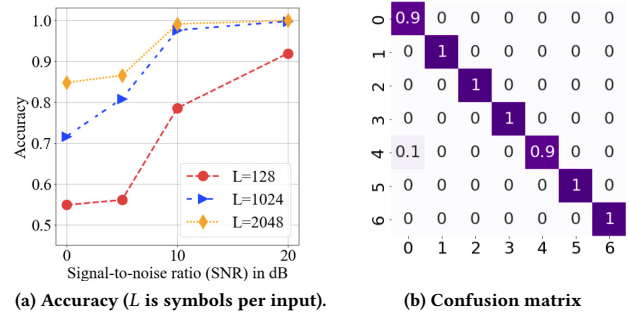 1.0
0.9
0.8
0.7
0.6
0.5
Accuracy
0 5 10 20
Signal-to-noise ratio (SNR) in dB
L=128
L=1024
L=2048
(a) Accuracy (L is symbols per input).
0 0.9 0 0 0 0 0 0
1 0 1 0 0 0 0 0
2 0 0 1 0 0 0 0
3 0 0 0 1 0 0 0
4 0.1 0 0 0 0.9 0 0
5 0 0 0 0 0 1 0
6 0 0 0 0 0 0 1
0 1 2 3 4 5 6
(b) Confusion matrix